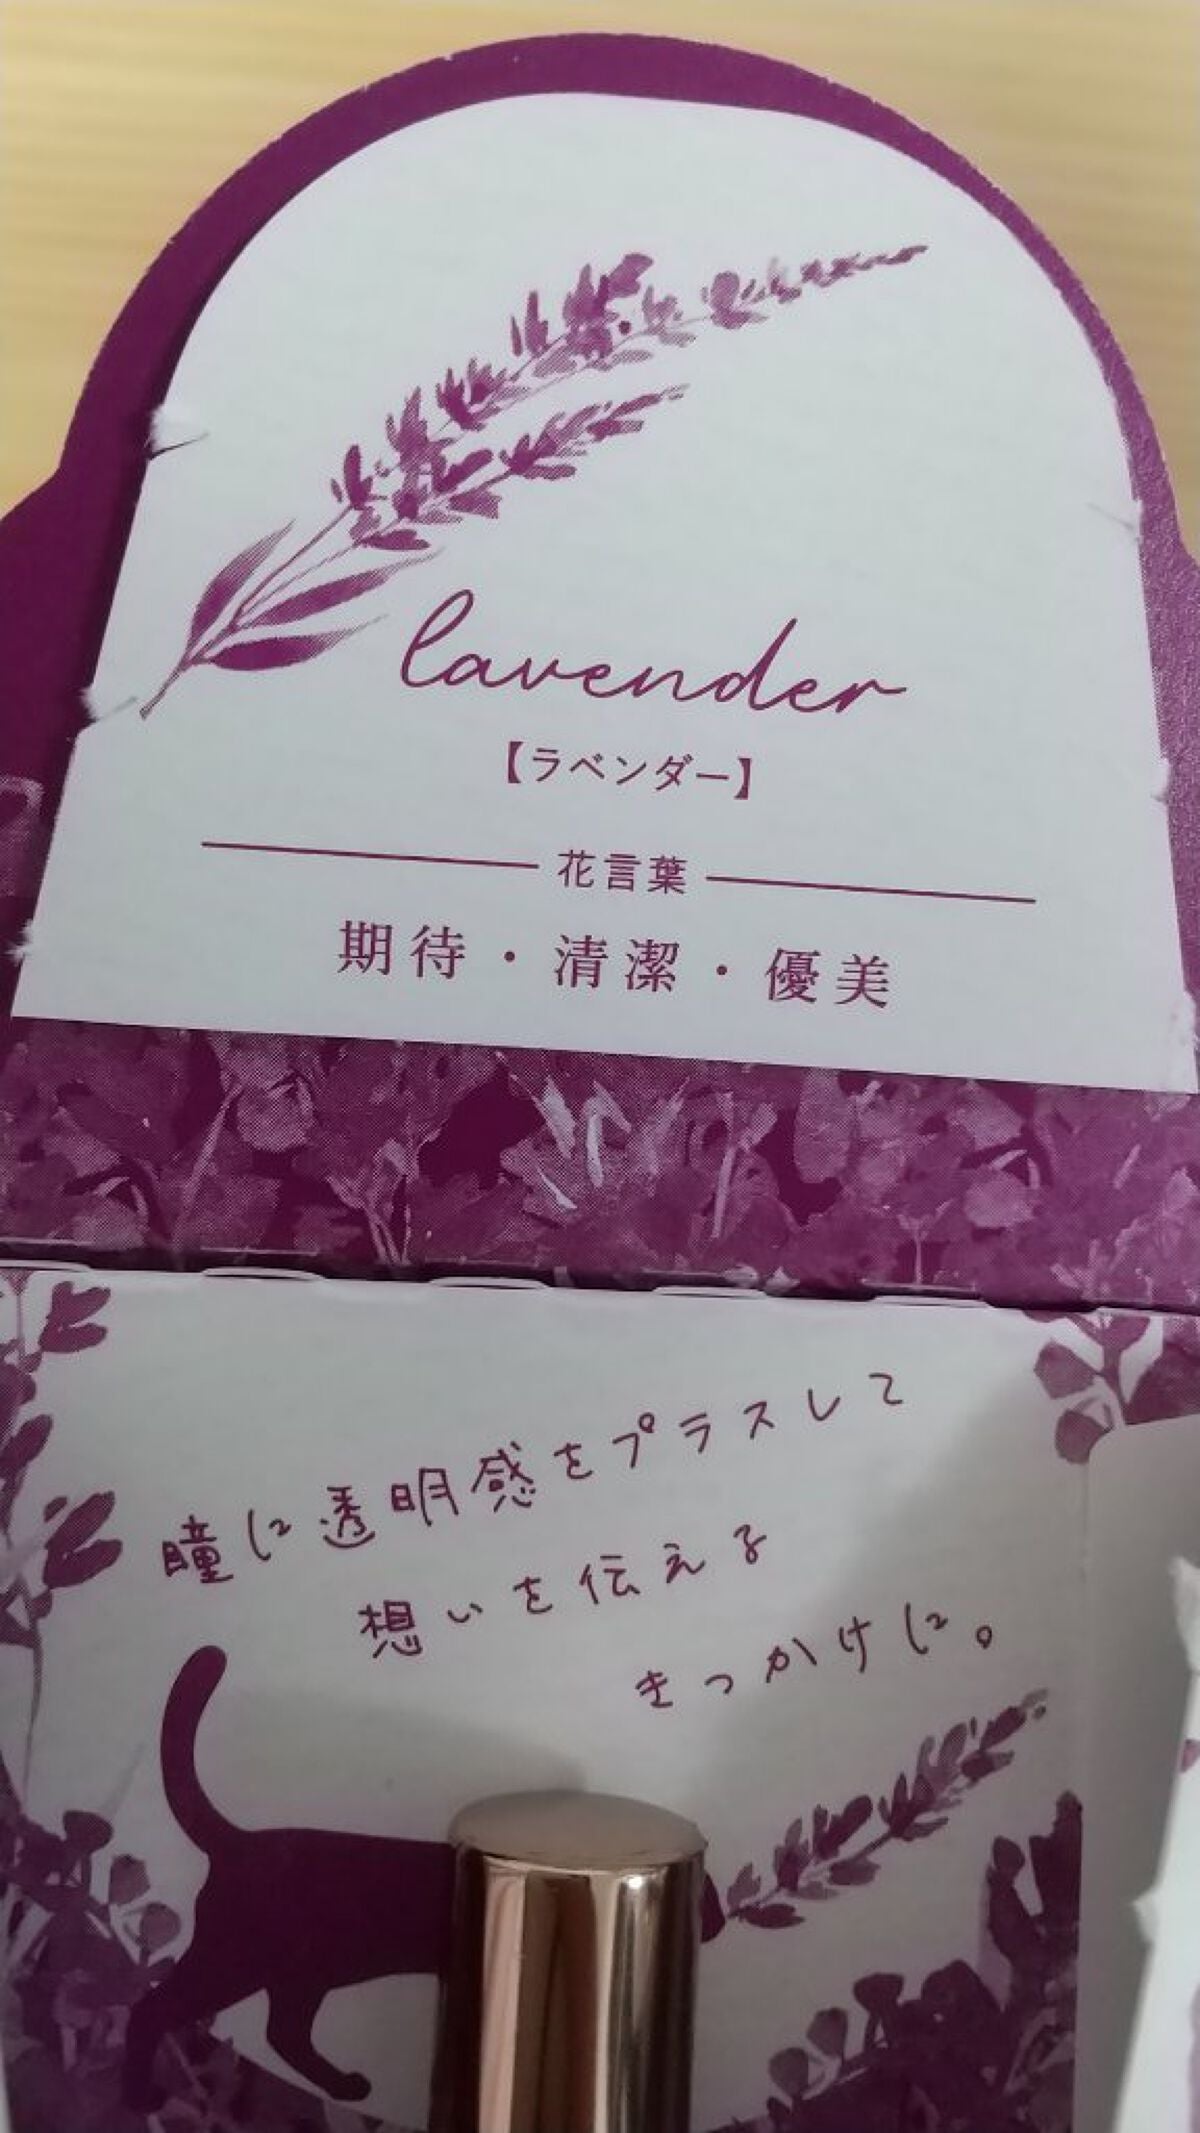 lavender
【ラベンダー】
花言葉
期待・清潔・優美
瞳に透明感をプラスして
想いを伝える
きっかけに。